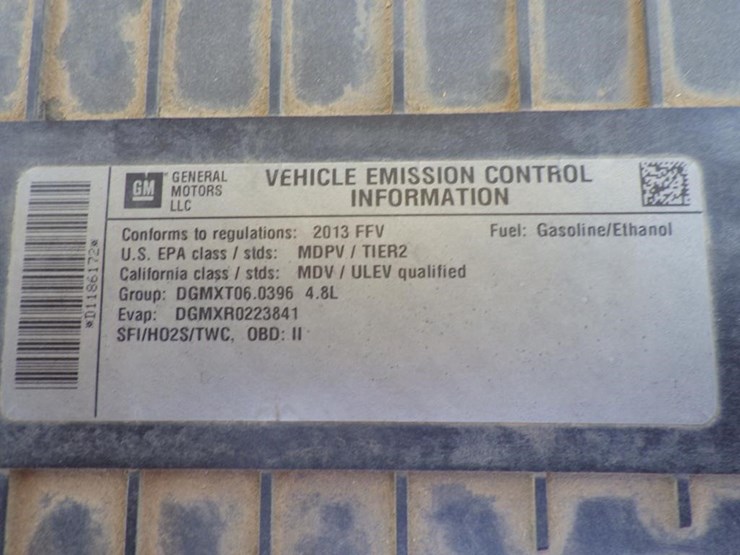 GM GENERAL
MOTORS
LLC
VEHICLE EMISSION CONTROL
INFORMATION
Conforms to regulations: 2013 FFV
Fuel: Gasoline/Ethanol
U.S. EPA class / stds: MDPV / TIER2
California class / stds: MDV / ULEV qualified
Group: DGMXT06.0396 4.8L
Evap: DGMXR0223841
SFI/HO2S/TWC, OBD: II
*D1186172*